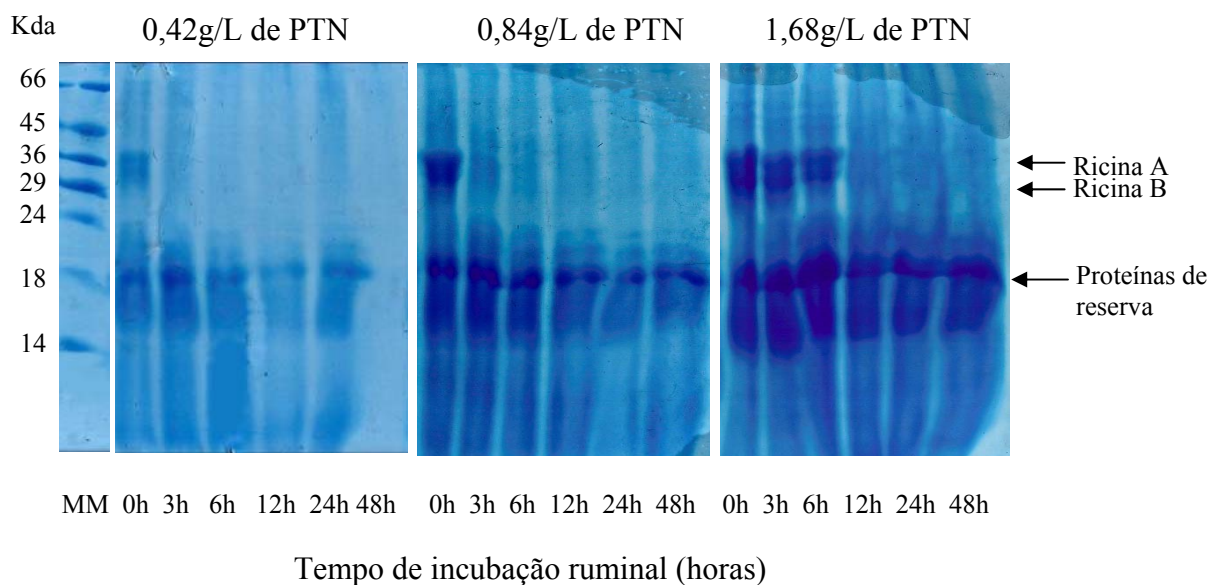 Kda
0,42g/L de PTN
0,84g/L de PTN
1,68g/L de PTN
66
45
36
29
24
18
14
Ricina A
Ricina B
Proteínas de
reserva
MM 0h 3h 6h 12h 24h 48h
0h 3h 6h 12h 24h 48h
0h 3h 6h 12h 24h 48h
Tempo de incubação ruminal (horas)